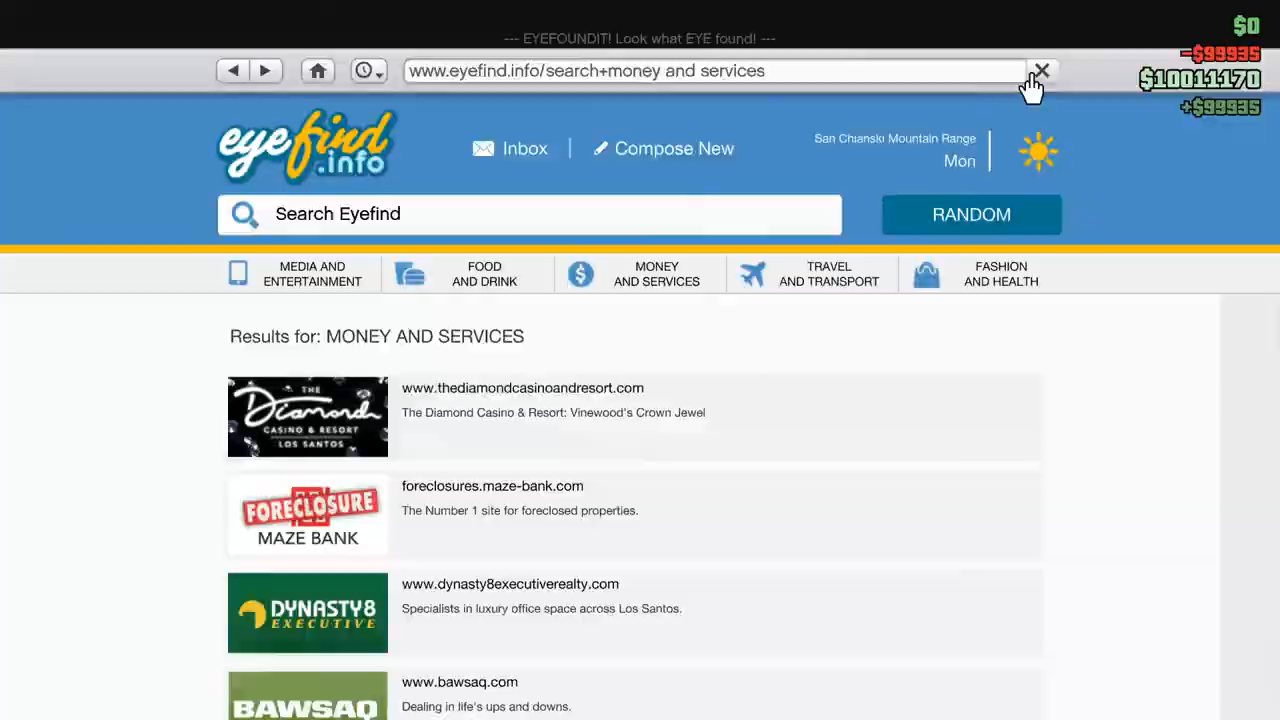 --- EYEFOUNDIT! Look what EYE found! ---
$0
-$99935
$10011170
+$99935
www.eyefind.info/search+money and services
eyefind
.info
Inbox
Compose New
San Chianski Mountain Range
Mon
Search Eyefind
RANDOM
MEDIA AND
ENTERTAINMENT
FOOD
AND DRINK
MONEY
AND SERVICES
TRAVEL
AND TRANSPORT
FASHION
AND HEALTH
Results for: MONEY AND SERVICES
THE
Diamond
CASINO & RESORT
LOS SANTOS
www.thediamondcasinoandresort.com
The Diamond Casino & Resort: Vinewood's Crown Jewel
FORECLOSURE
MAZE BANK
foreclosures.maze-bank.com
The Number 1 site for foreclosed properties.
DYNASTY8
EXECUTIVE
www.dynasty8executiverealty.com
Specialists in luxury office space across Los Santos.
BAWSAQ
www.bawsaq.com
Dealing in life's ups and downs.